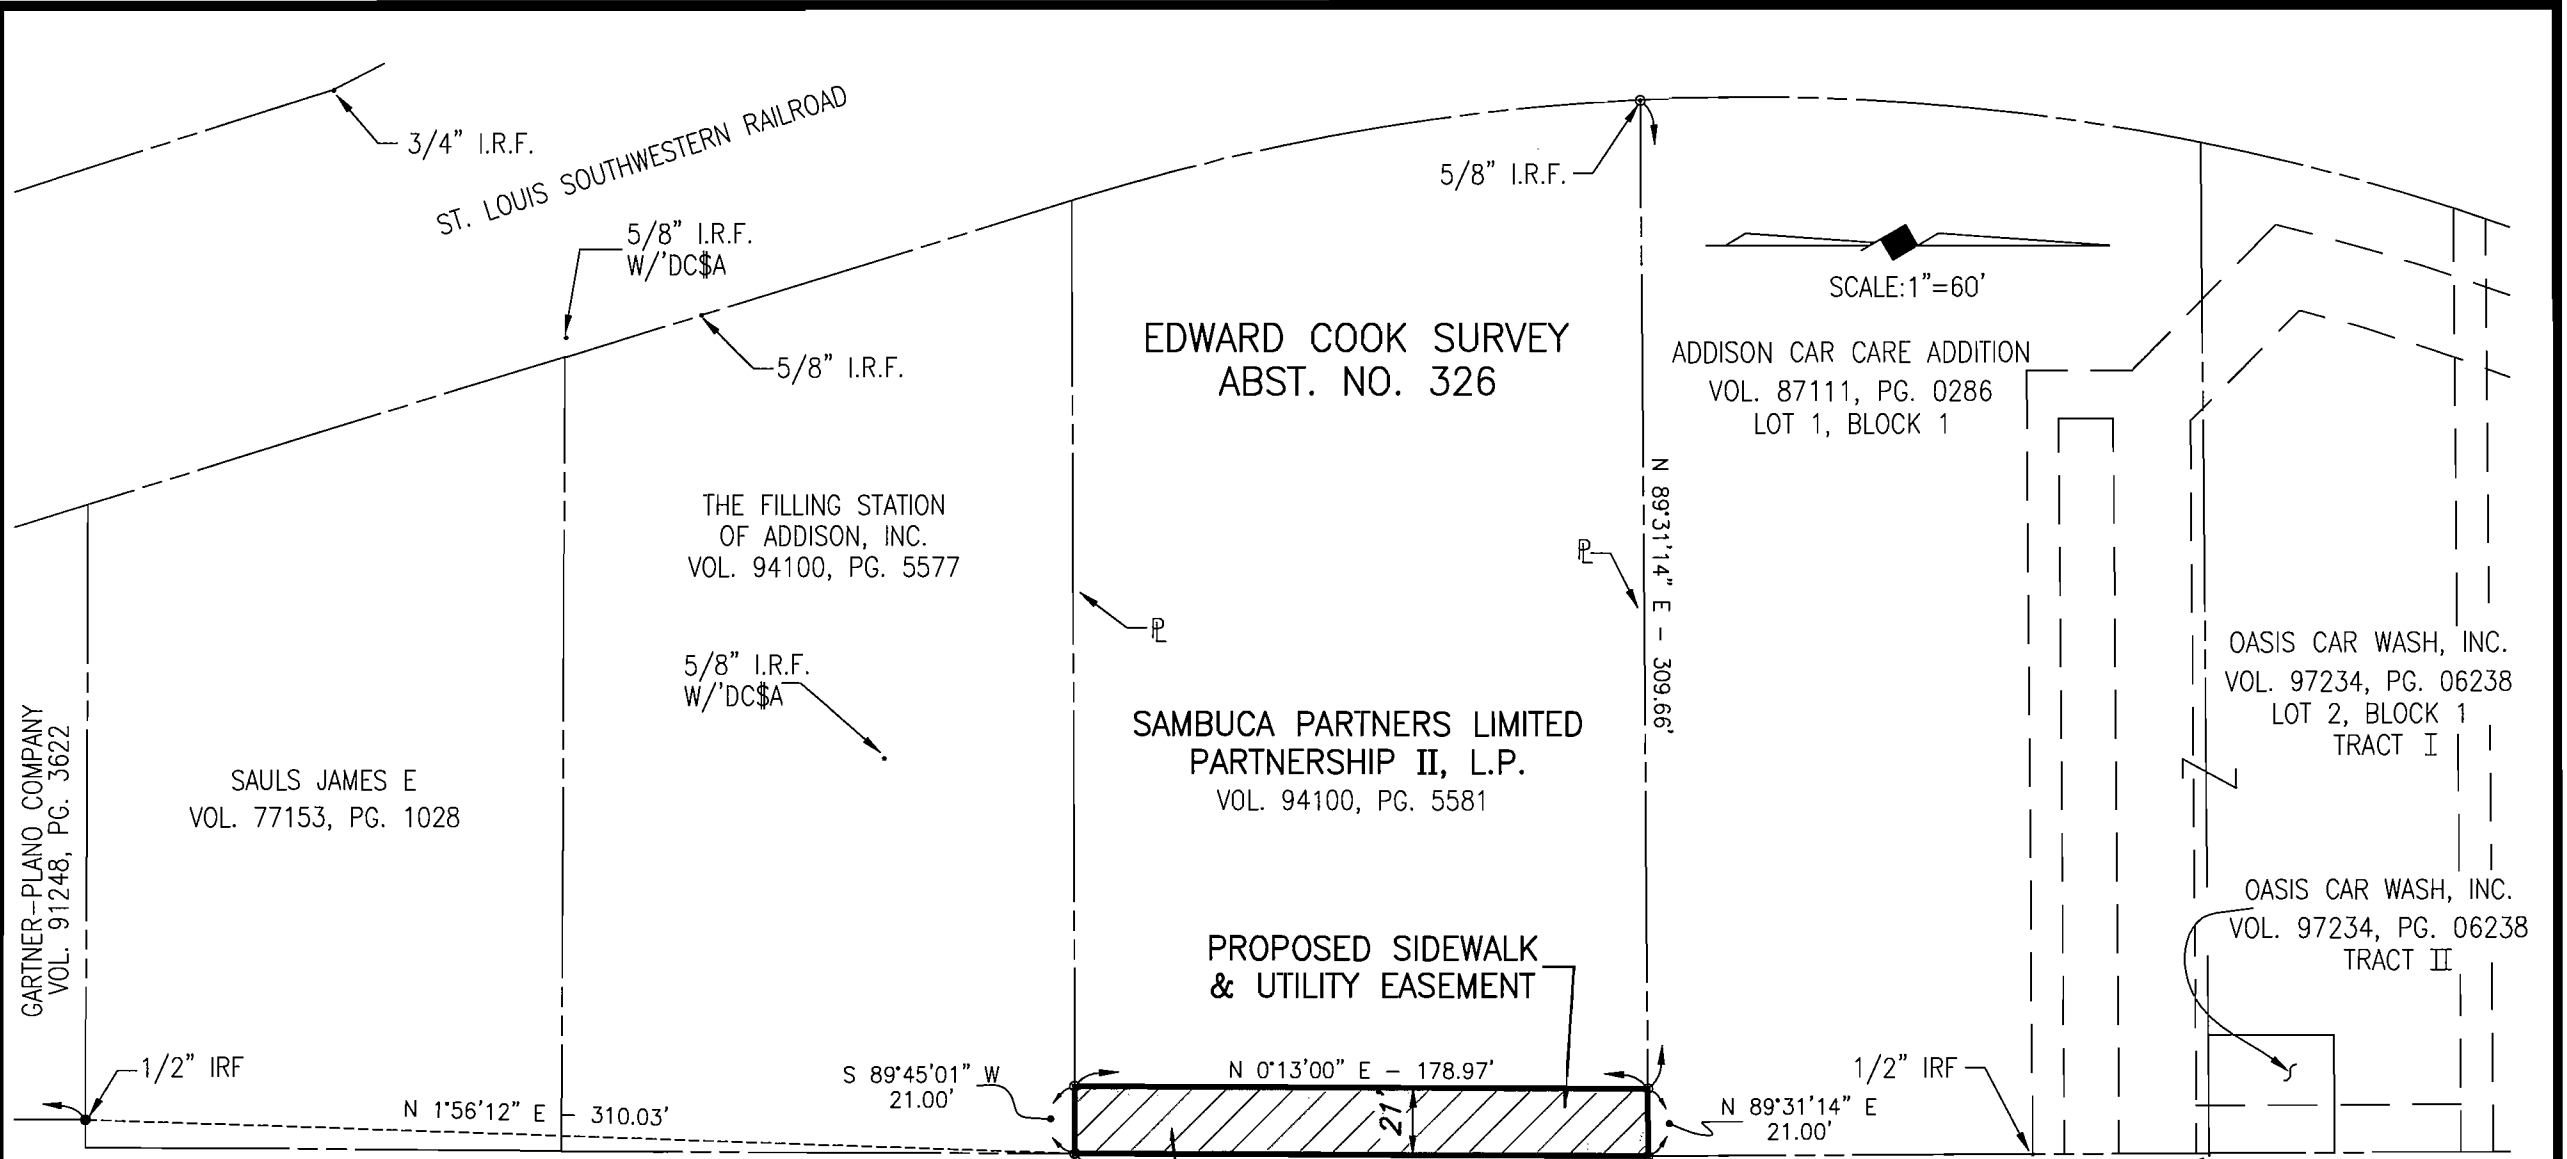 3/4" I.R.F.
ST. LOUIS SOUTHWESTERN RAILROAD
5/8" I.R.F.
W/'DC$A
5/8" I.R.F.
5/8" I.R.F.
SCALE:1"=60'
EDWARD COOK SURVEY
ABST. NO. 326
ADDISON CAR CARE ADDITION
VOL. 87111, PG. 0286
LOT 1, BLOCK 1
THE FILLING STATION
OF ADDISON, INC.
VOL. 94100, PG. 5577
N 89°31'14" E - 309.66'
PL
PL
5/8" I.R.F.
W/'DC$A
OASIS CAR WASH, INC.
VOL. 97234, PG. 06238
LOT 2, BLOCK 1
TRACT I
GARTNER-PLANO COMPANY
VOL. 91248, PG. 3622
SAULS JAMES E
VOL. 77153, PG. 1028
SAMBUCA PARTNERS LIMITED
PARTNERSHIP II, L.P.
VOL. 94100, PG. 5581
OASIS CAR WASH, INC.
VOL. 97234, PG. 06238
TRACT II
PROPOSED SIDEWALK
& UTILITY EASEMENT
1/2" IRF
N 1°56'12" E - 310.03'
S 89°45'01" W
21.00'
N 0°13'00" E - 178.97'
21'
N 89°31'14" E
21.00'
1/2" IRF